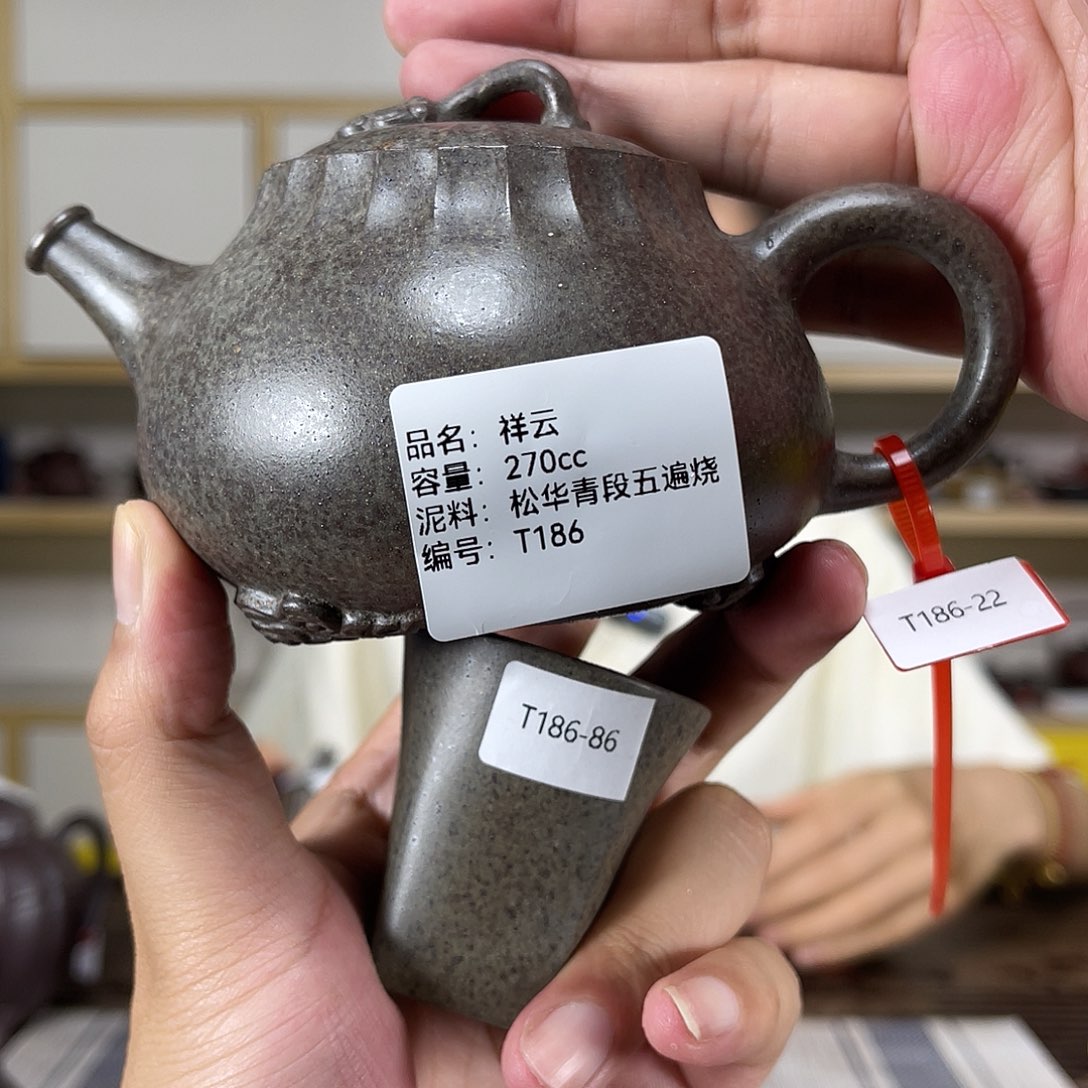 品名：祥云
容量：270cc
泥料：松华青段五遍烧
编号：T186
T186-22
T186-86